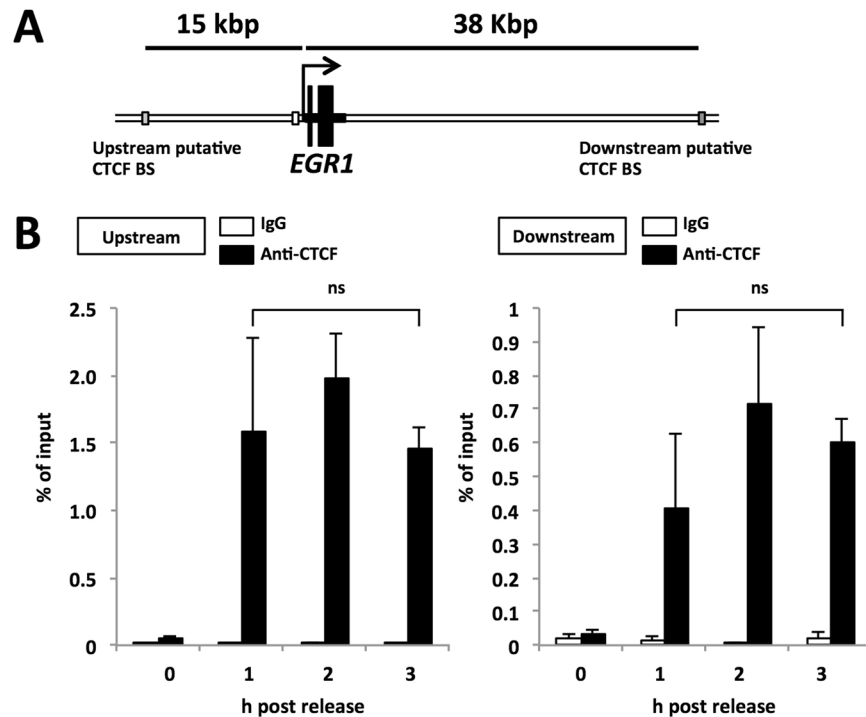 A
15 kbp
38 Kbp
Upstream putative
CTCF BS
EGR1
Downstream putative
CTCF BS
B
Upstream
IgG
Anti-CTCF
ns
% of input
2.5
2.0
1.5
1.0
0.5
0
0 1 2 3
h post release
Downstream
IgG
Anti-CTCF
ns
% of input
1
0.9
0.8
0.7
0.6
0.5
0.4
0.3
0.2
0.1
0
0 1 2 3
h post release